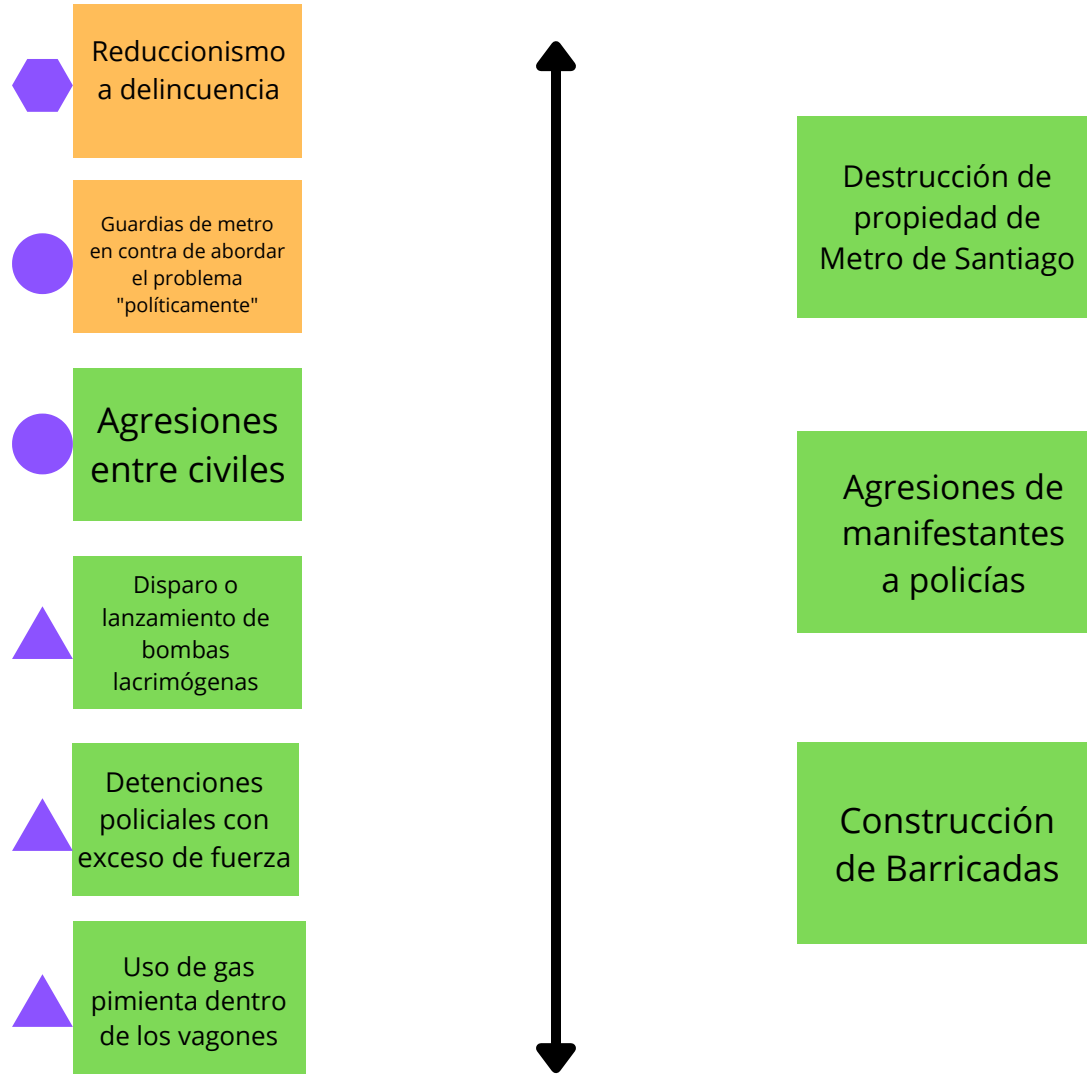 Reduccionismo
a delincuencia
Guardias de metro
en contra de abordar
el problema
"políticamente"
Agresiones
entre civiles
Disparo o
lanzamiento de
bombas
lacrimógenas
Detenciones
policiales con
exceso de fuerza
Uso de gas
pimienta dentro
de los vagones
Destrucción de
propiedad de
Metro de Santiago
Agresiones de
manifestantes
a policías
Construcción
de Barricadas